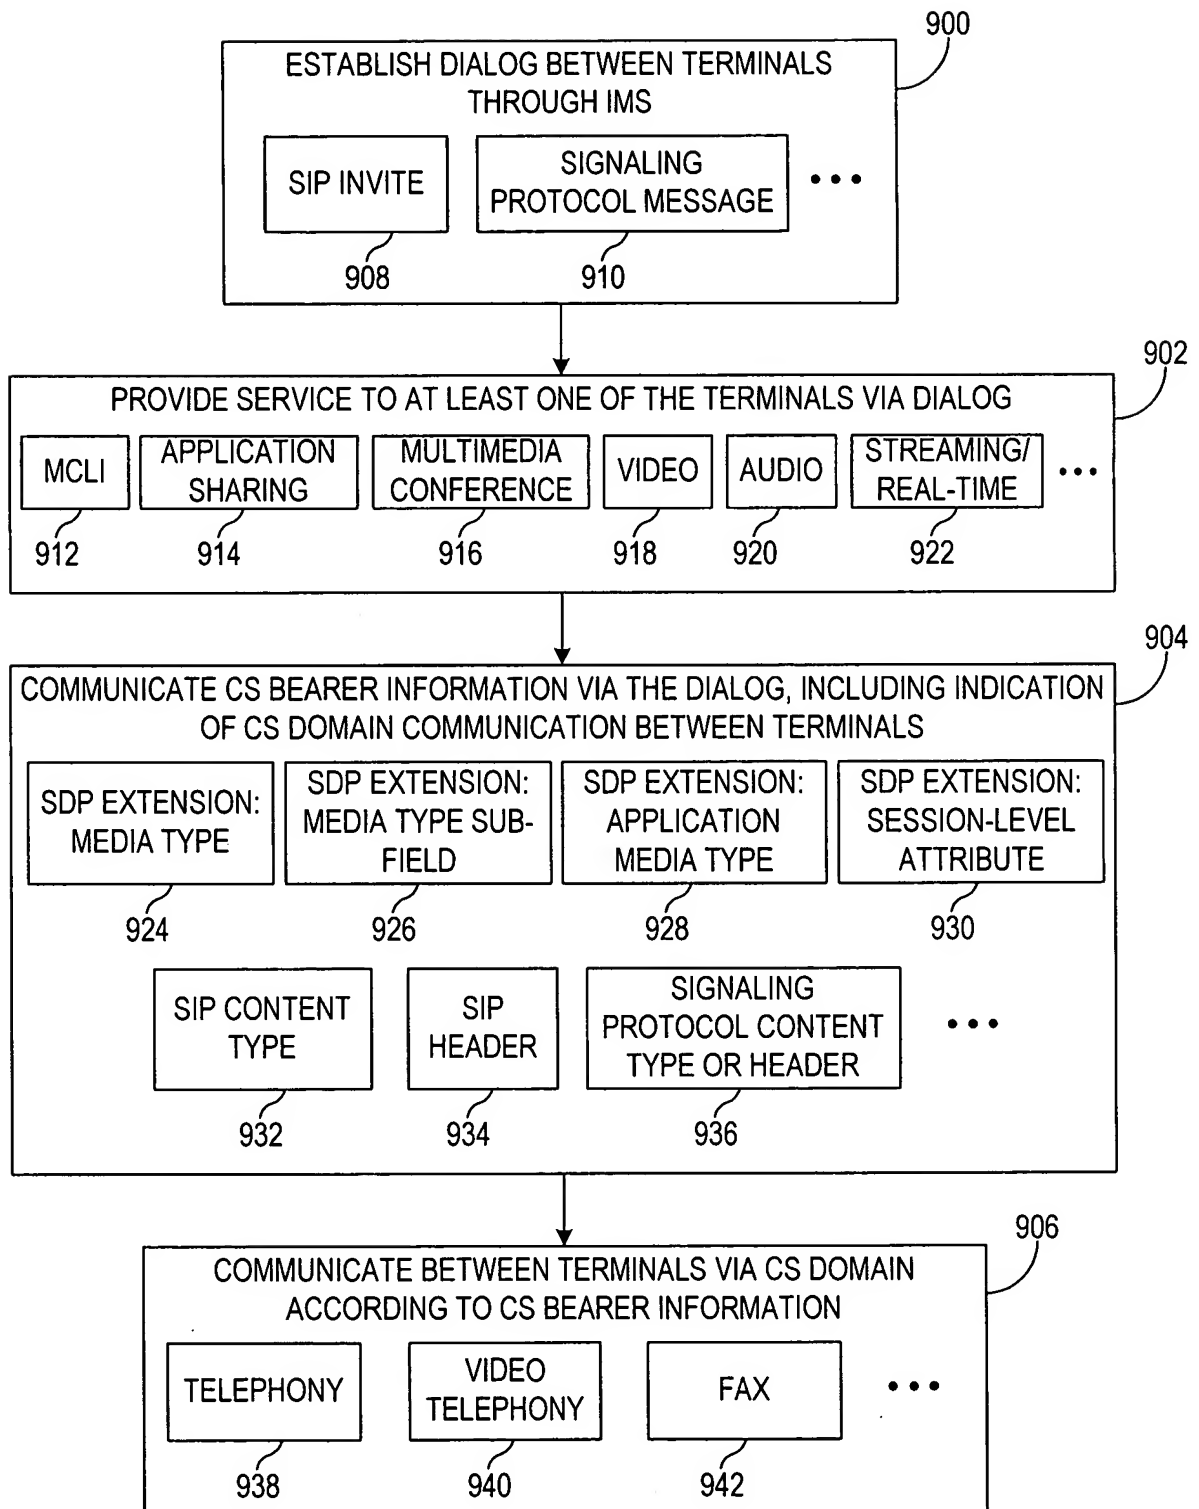 900
ESTABLISH DIALOG BETWEEN TERMINALS
THROUGH IMS
SIP INVITE
SIGNALING
PROTOCOL MESSAGE
908
910
902
PROVIDE SERVICE TO AT LEAST ONE OF THE TERMINALS VIA DIALOG
MCLI
APPLICATION
SHARING
MULTIMEDIA
CONFERENCE
VIDEO
AUDIO
STREAMING/
REAL-TIME
912
914
916
918
920
922
904
COMMUNICATE CS BEARER INFORMATION VIA THE DIALOG, INCLUDING INDICATION
OF CS DOMAIN COMMUNICATION BETWEEN TERMINALS
SDP EXTENSION:
MEDIA TYPE
SDP EXTENSION:
MEDIA TYPE SUB-
FIELD
SDP EXTENSION:
APPLICATION
MEDIA TYPE
SDP EXTENSION:
SESSION-LEVEL
ATTRIBUTE
924
926
928
930
SIP CONTENT
TYPE
SIP
HEADER
SIGNALING
PROTOCOL CONTENT
TYPE OR HEADER
932
934
936
906
COMMUNICATE BETWEEN TERMINALS VIA CS DOMAIN
ACCORDING TO CS BEARER INFORMATION
TELEPHONY
VIDEO
TELEPHONY
FAX
938
940
942